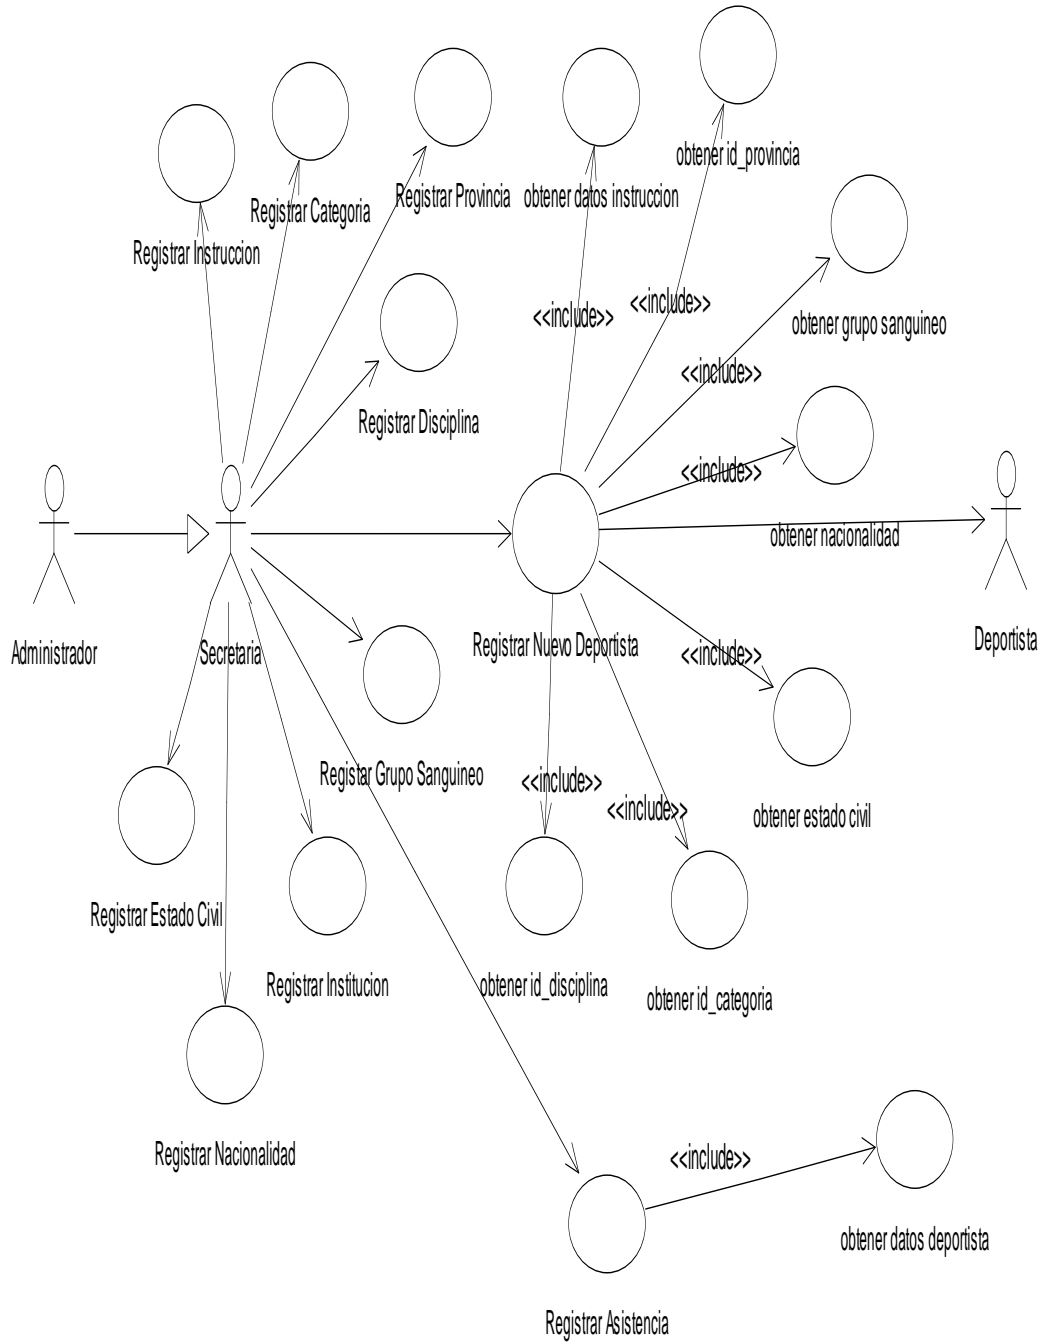 obtener id_provincia
Registrar Categoria
Registrar Provincia
obtener datos instruccion
Registrar Instruccion
<<include>>
<<include>>
obtener grupo sanguineo
<<include>>
Registrar Disciplina
<<include>>
obtener nacionalidad
Administrador
Secretaria
Registrar Nuevo Deportista
<<include>>
Deportista
Registar Grupo Sanguineo
<<include>>
<<include>>
obtener estado civil
Registrar Estado Civil
Registrar Institucion
obtener id_disciplina
obtener id_categoria
Registrar Nacionalidad
<<include>>
obtener datos deportista
Registrar Asistencia